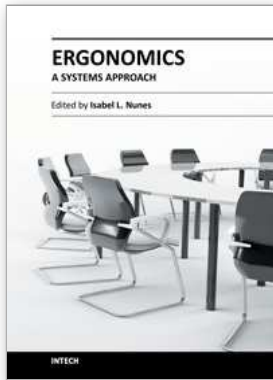 ERGONOMICS
A SYSTEMS APPROACH
Edited by Isabel L. Nunes
INTECH